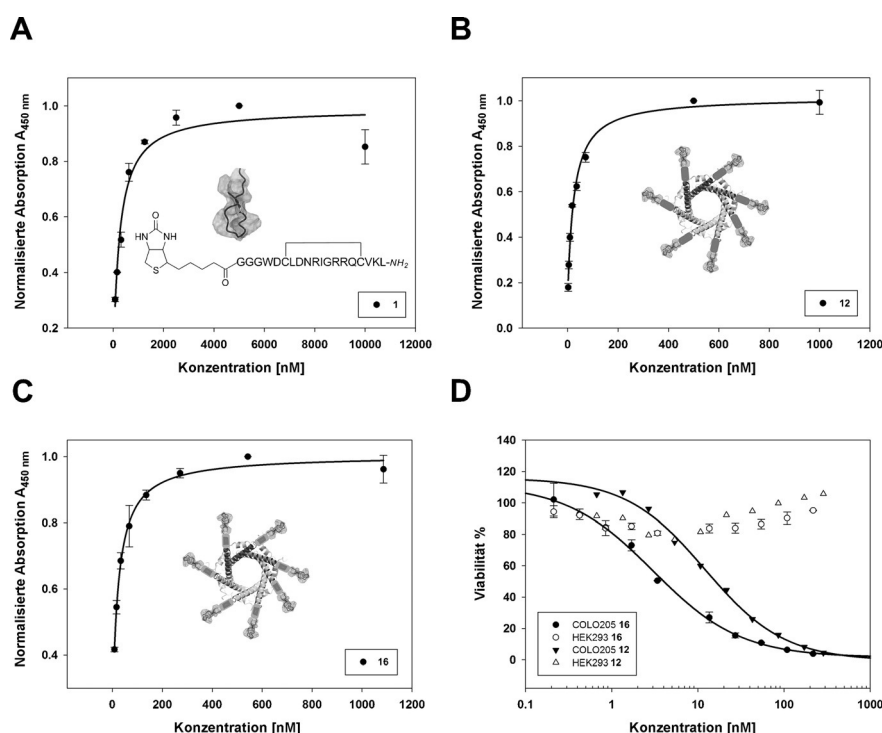 A
Normalisierte Absorption A450 nm
1.0
0.8
0.6
0.4
0.2
0
2000
4000
6000
8000
10000
12000
Konzentration [nM]
O
HN
NH
S
O
GGGWDCLDNRIGRRQCVKL-NH2
1
B
Normalisierte Absorption A450 nm
1.0
0.8
0.6
0.4
0.2
0.0
0
200
400
600
800
1000
1200
Konzentration [nM]
12
C
Normalisierte Absorption A450 nm
1.0
0.8
0.6
0.4
0
200
400
600
800
1000
1200
Konzentration [nM]
16
D
Viabilität %
140
120
100
80
60
40
20
0
0.1
1
10
100
1000
Konzentration [nM]
COLO205 16
HEK293 16
COLO205 12
HEK293 12